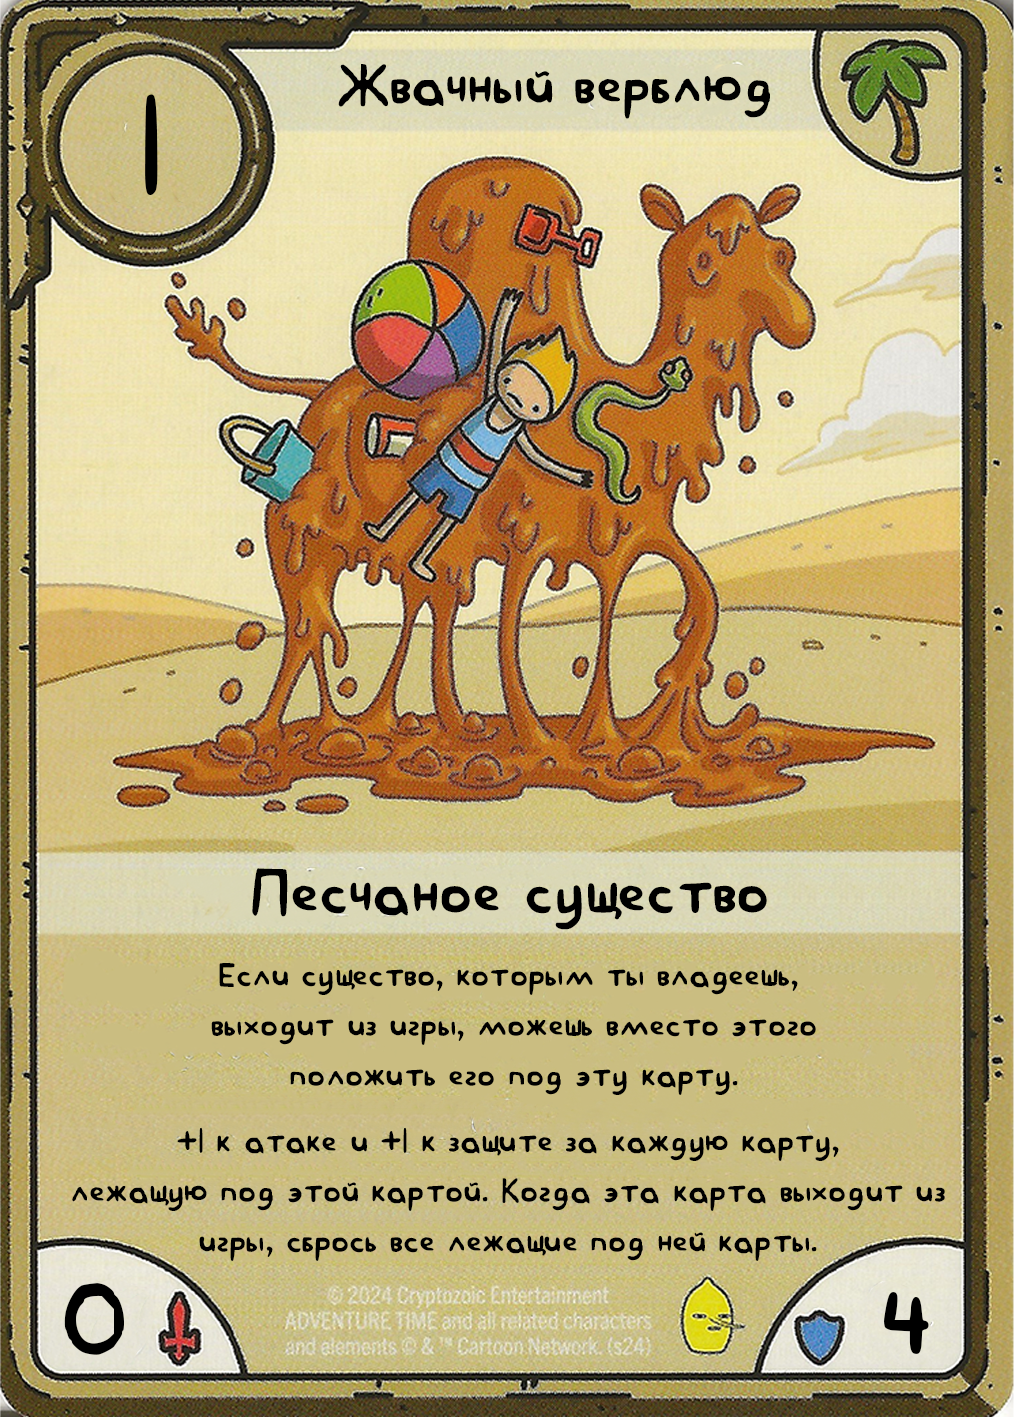 1
Жвачный верблюд
Песчаное существо
Если существо, которым ты владеешь,
выходит из игры, можешь вместо этого
положить его под эту карту.
+1 к атаке и +1 к защите за каждую карту,
лежащую под этой картой. Когда эта карта выходит из
игры, сбрось все лежащие под ней карты.
0
© 2024 Cryptozoic Entertainment
ADVENTURE TIME and all related characters
and elements © & ™ Cartoon Network. (s24)
4